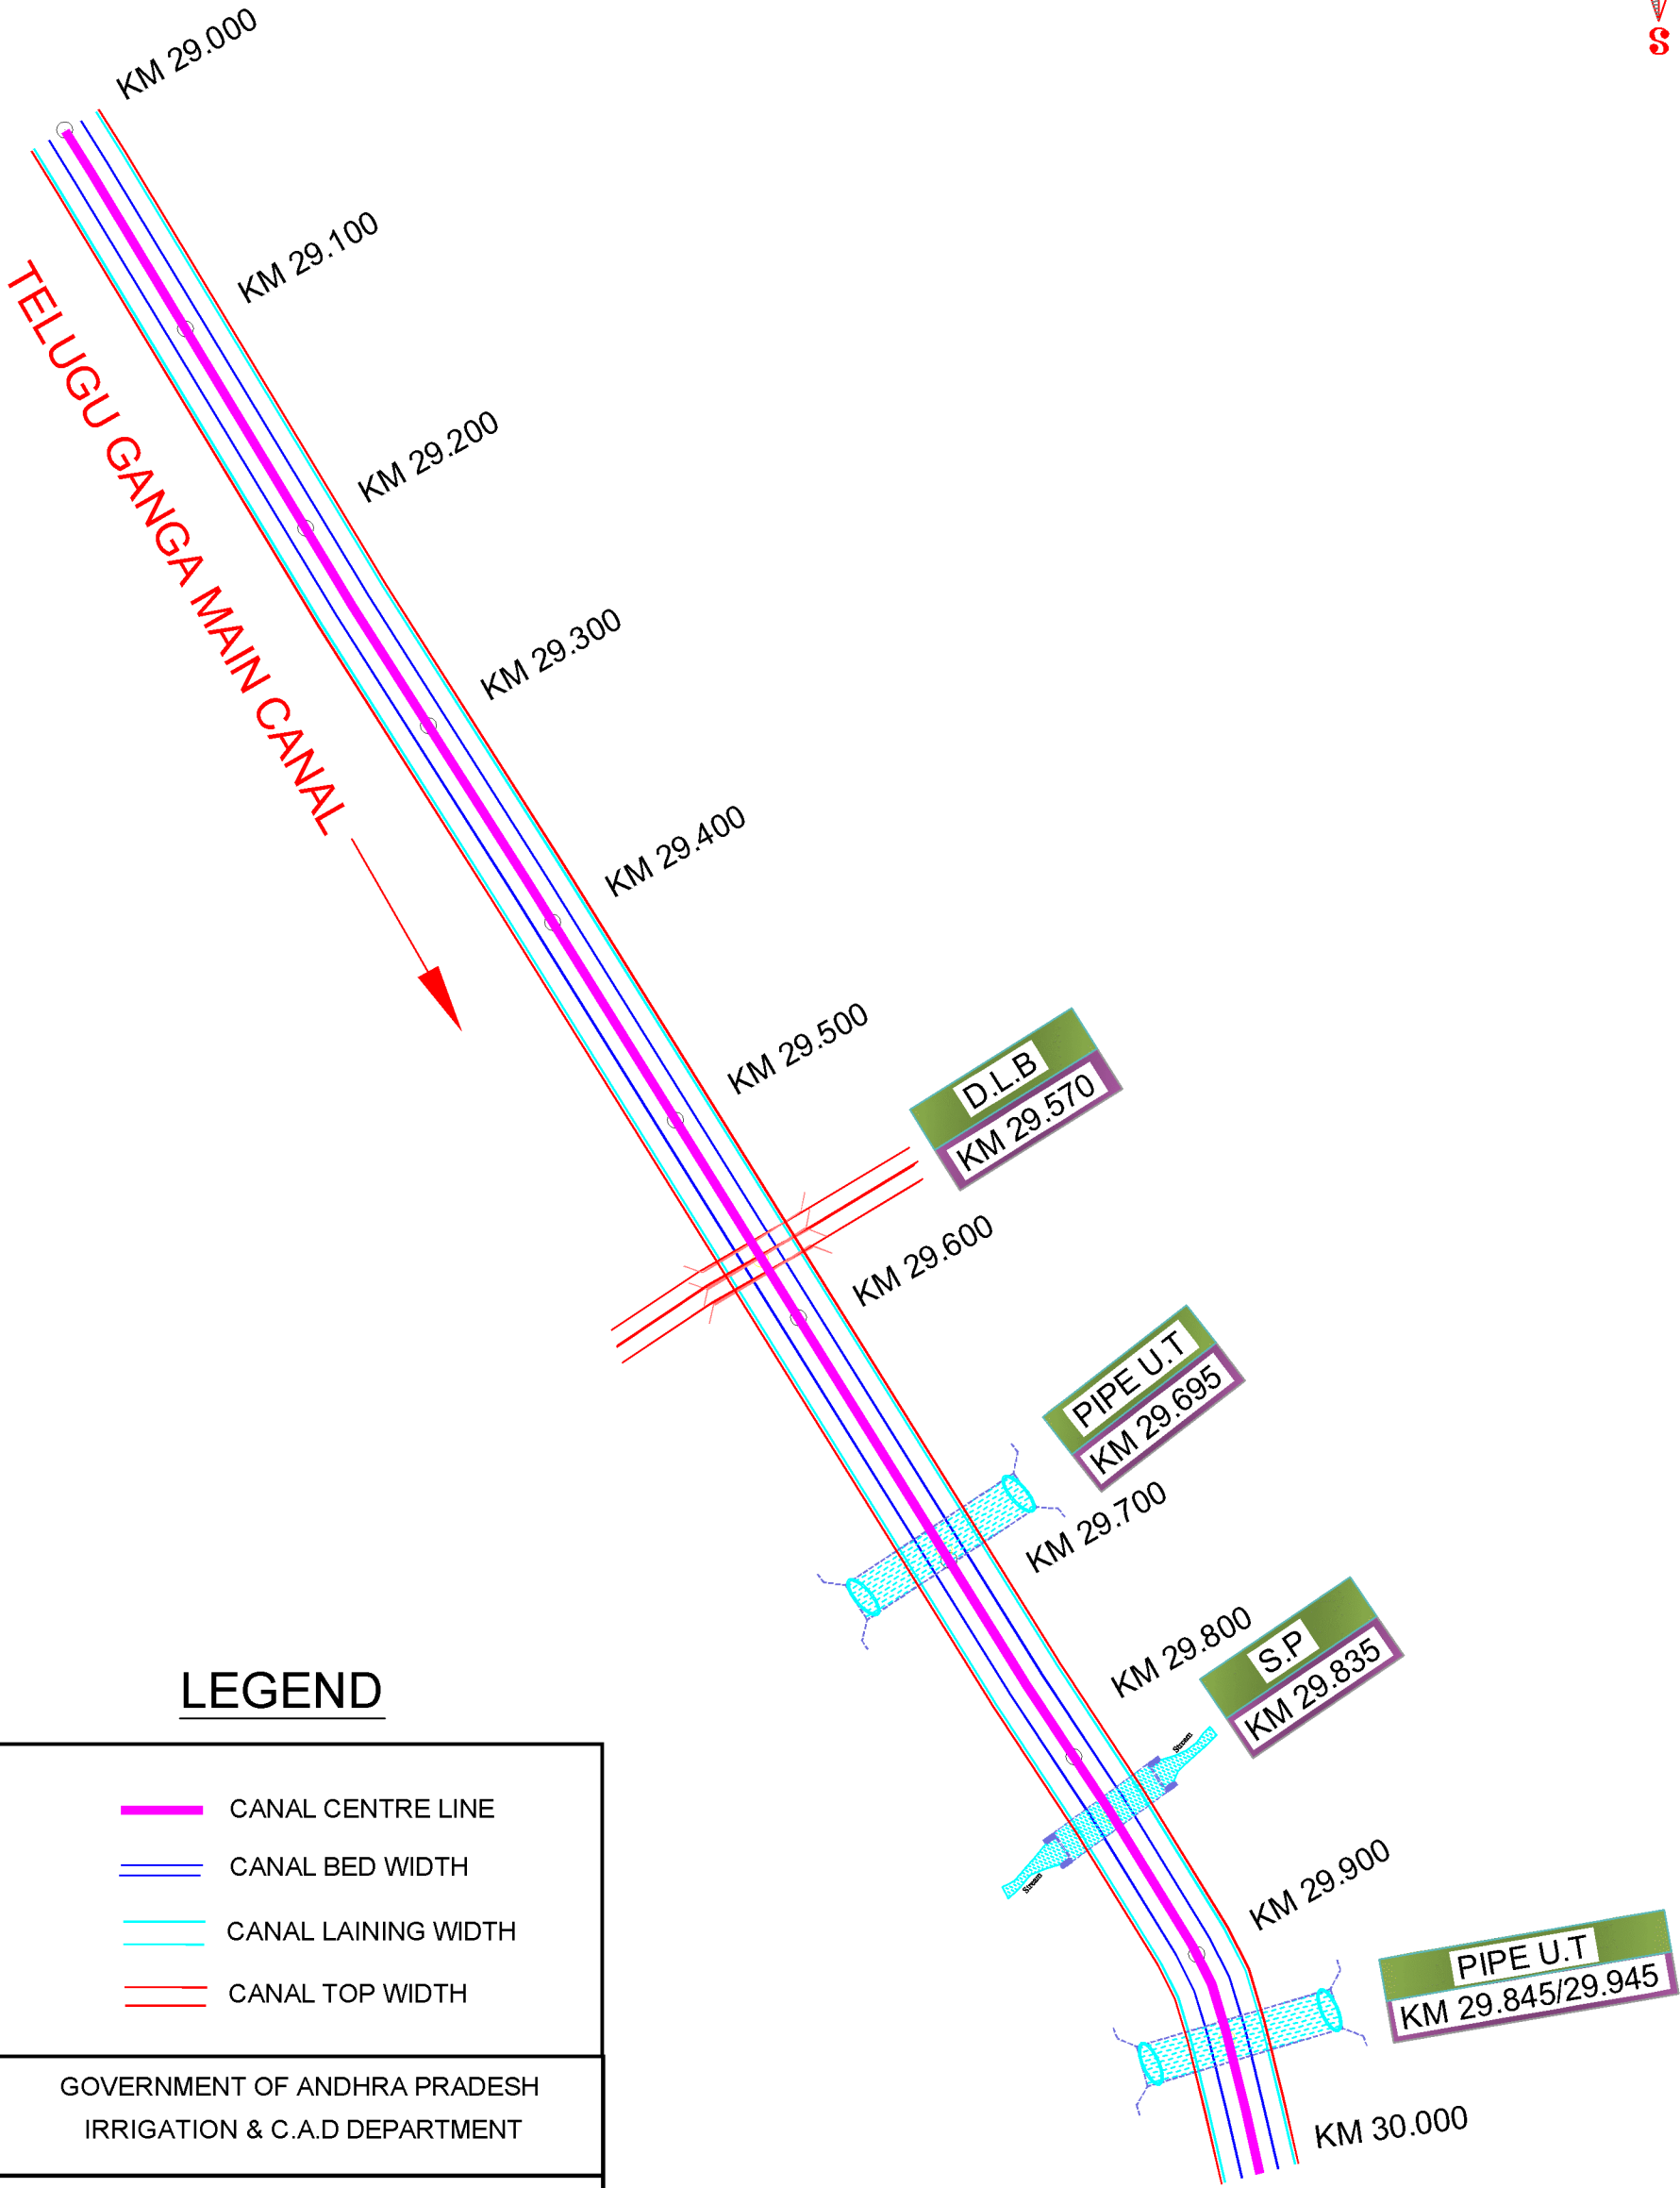 S
KM 29.000
KM 29.100
TELUGU GANGA MAIN CANAL
KM 29.200
KM 29.300
KM 29.400
KM 29.500
D.L.B
KM 29.570
KM 29.600
PIPE U.T
KM 29.695
KM 29.700
KM 29.800
S.P
KM 29.835
Stream
Stream
KM 29.900
PIPE U.T
KM 29.845/29.945
KM 30.000
LEGEND
CANAL CENTRE LINE
CANAL BED WIDTH
CANAL LAINING WIDTH
CANAL TOP WIDTH
GOVERNMENT OF ANDHRA PRADESH
IRRIGATION & C.A.D DEPARTMENT